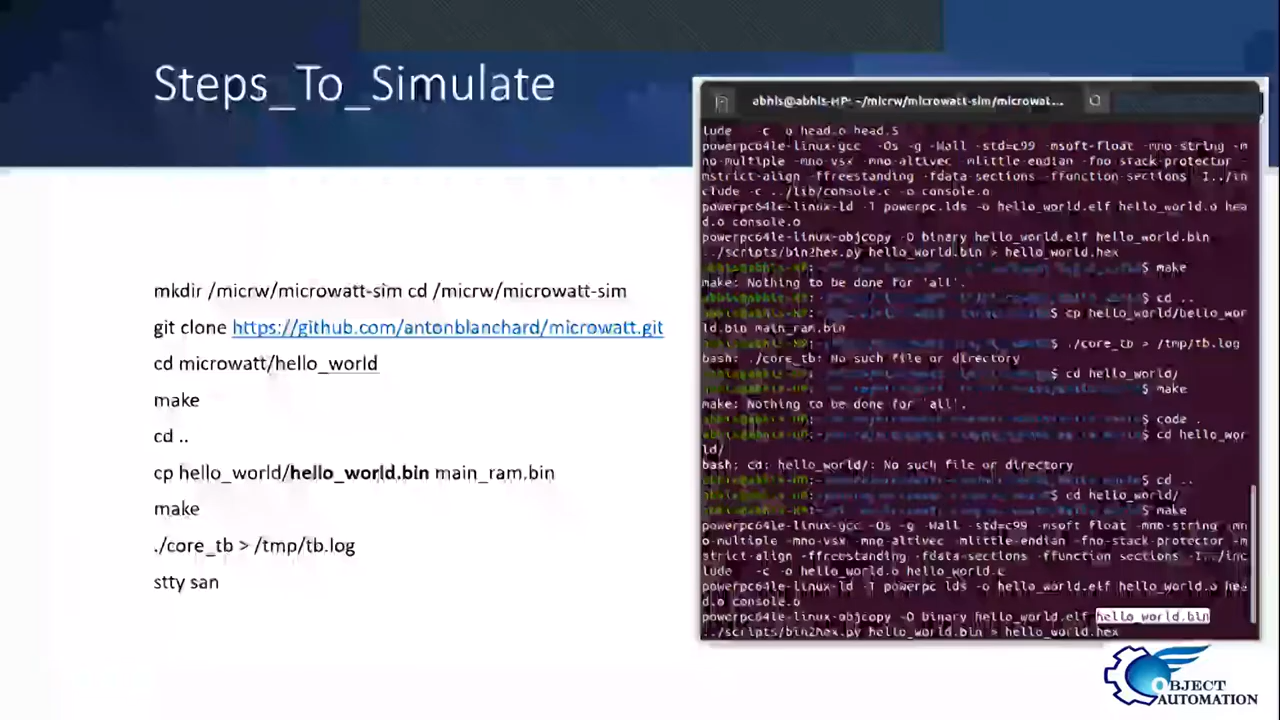 Steps_To_Simulate
mkdir /micrw/microwatt-sim cd /micrw/microwatt-sim
git clone https://github.com/antonblanchard/microwatt.git
cd microwatt/hello_world
make
cd ..
cp hello_world/hello_world.bin main_ram.bin
make
./core_tb > /tmp/tb.log
stty san
abhis@abhis-HP: ~/micrw/microwatt-sim/microwat...
lude -c -o head.o head.S
powerpc64le-linux-gcc -Os -g -Wall -std=c99 -msoft-float -mno-string -m
no-multiple -mno-vsx -mno-altivec -mlittle-endian -fno-stack-protector -
mstrict-align -ffreestanding -fdata-sections -ffunction-sections -I../in
clude -c ../lib/console.c -o console.o
powerpc64le-linux-ld -T powerpc.lds -o hello_world.elf hello_world.o hea
d.o console.o
powerpc64le-linux-objcopy -O binary hello_world.elf hello_world.bin
../scripts/bin2hex.py hello_world.bin > hello_world.hex
$ make
make: Nothing to be done for 'all'.
$ cd ..
$ cp hello_world/hello_wor
ld.bin main_ram.bin
$ ./core_tb > /tmp/tb.log
bash: ./core_tb: No such file or directory
$ cd hello_world/
$ make
make: Nothing to be done for 'all'.
$ code .
$ cd hello_wor
ld/
bash: cd: hello_world/: No such file or directory
$ cd ..
$ cd hello_world/
$ make
powerpc64le-linux-gcc -Os -g -Wall -std=c99 -msoft-float -mno-string -mn
o-multiple -mno-vsx -mno-altivec -mlittle-endian -fno-stack-protector -m
strict-align -ffreestanding -fdata-sections -ffunction-sections -I../inc
lude -c -o hello_world.o hello_world.c
powerpc64le-linux-ld -T powerpc.lds -o hello_world.elf hello_world.o hea
d.o console.o
powerpc64le-linux-objcopy -O binary hello_world.elf hello_world.bin
../scripts/bin2hex.py hello_world.bin > hello_world.hex
OBJECT
AUTOMATION